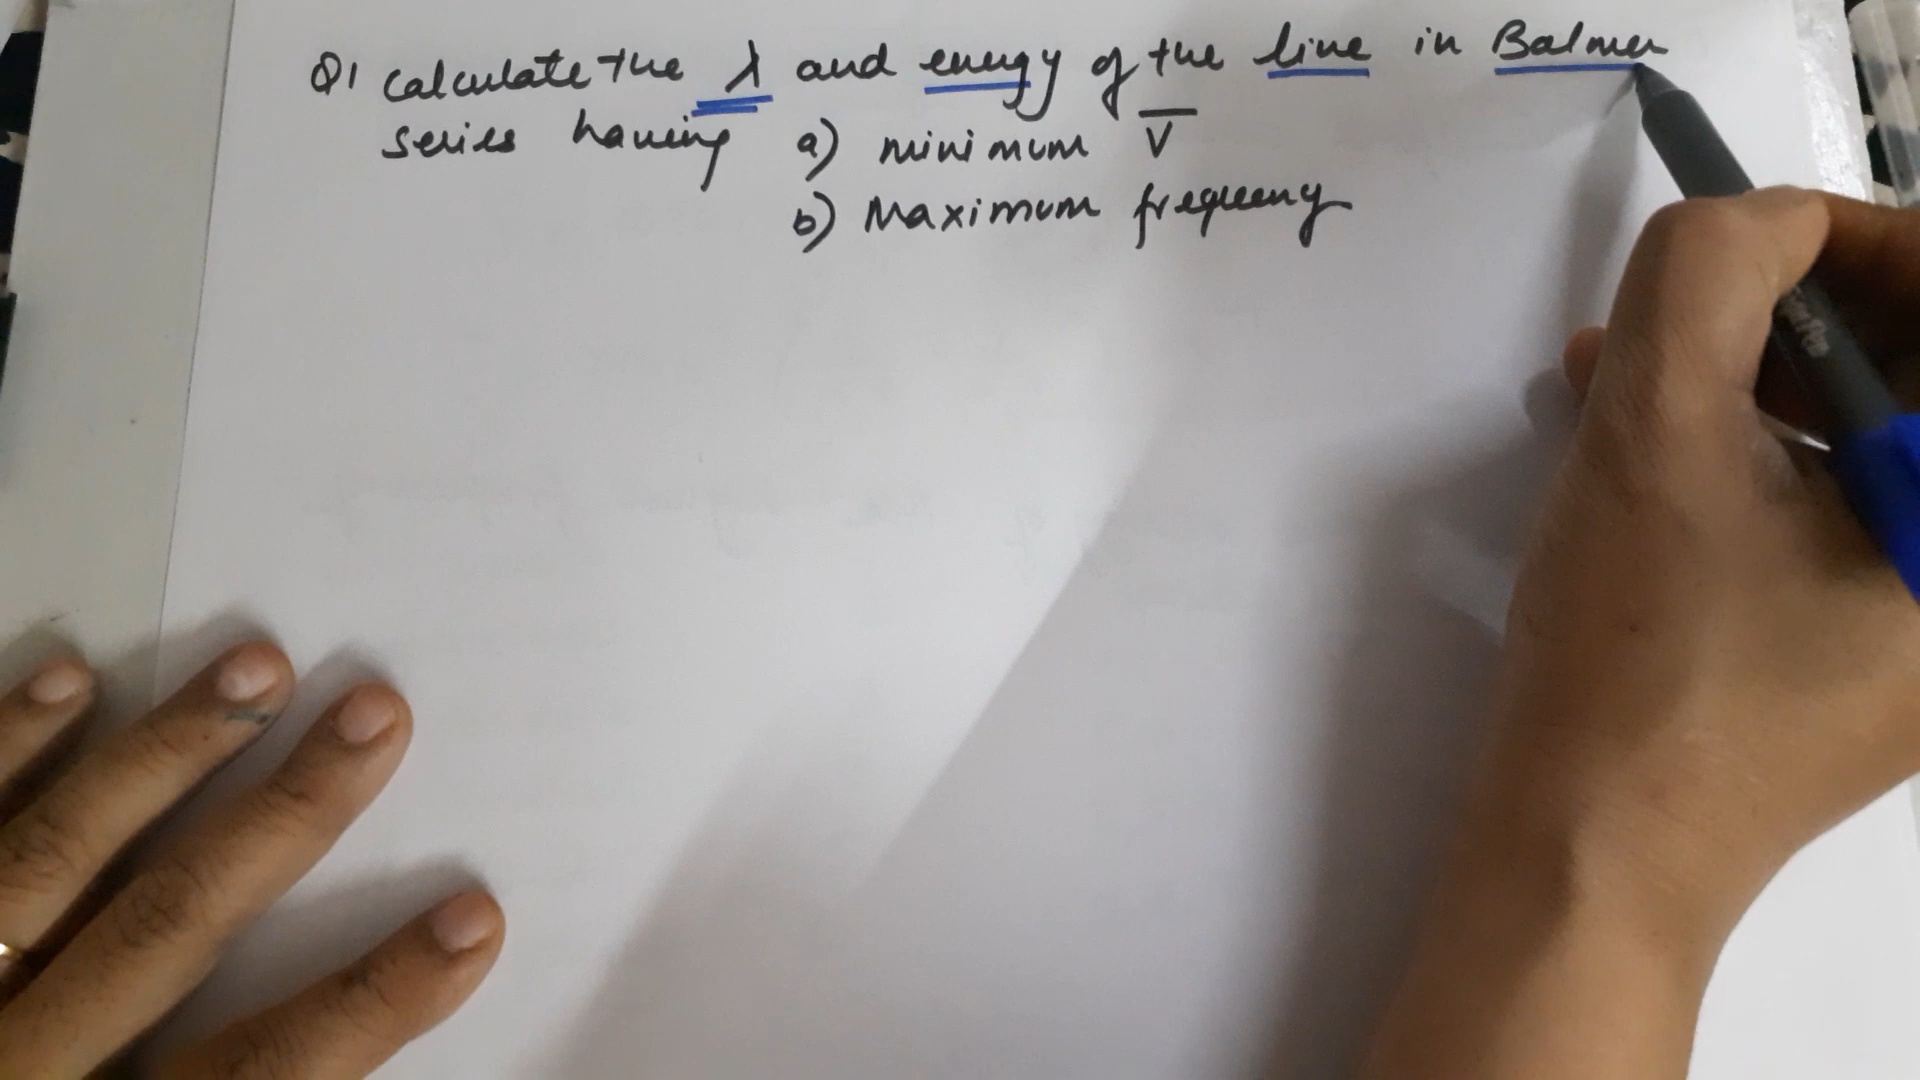 Q1 Calculate the λ and energy of the line in Balmer
series having a) minimum V̅
b) Maximum frequency